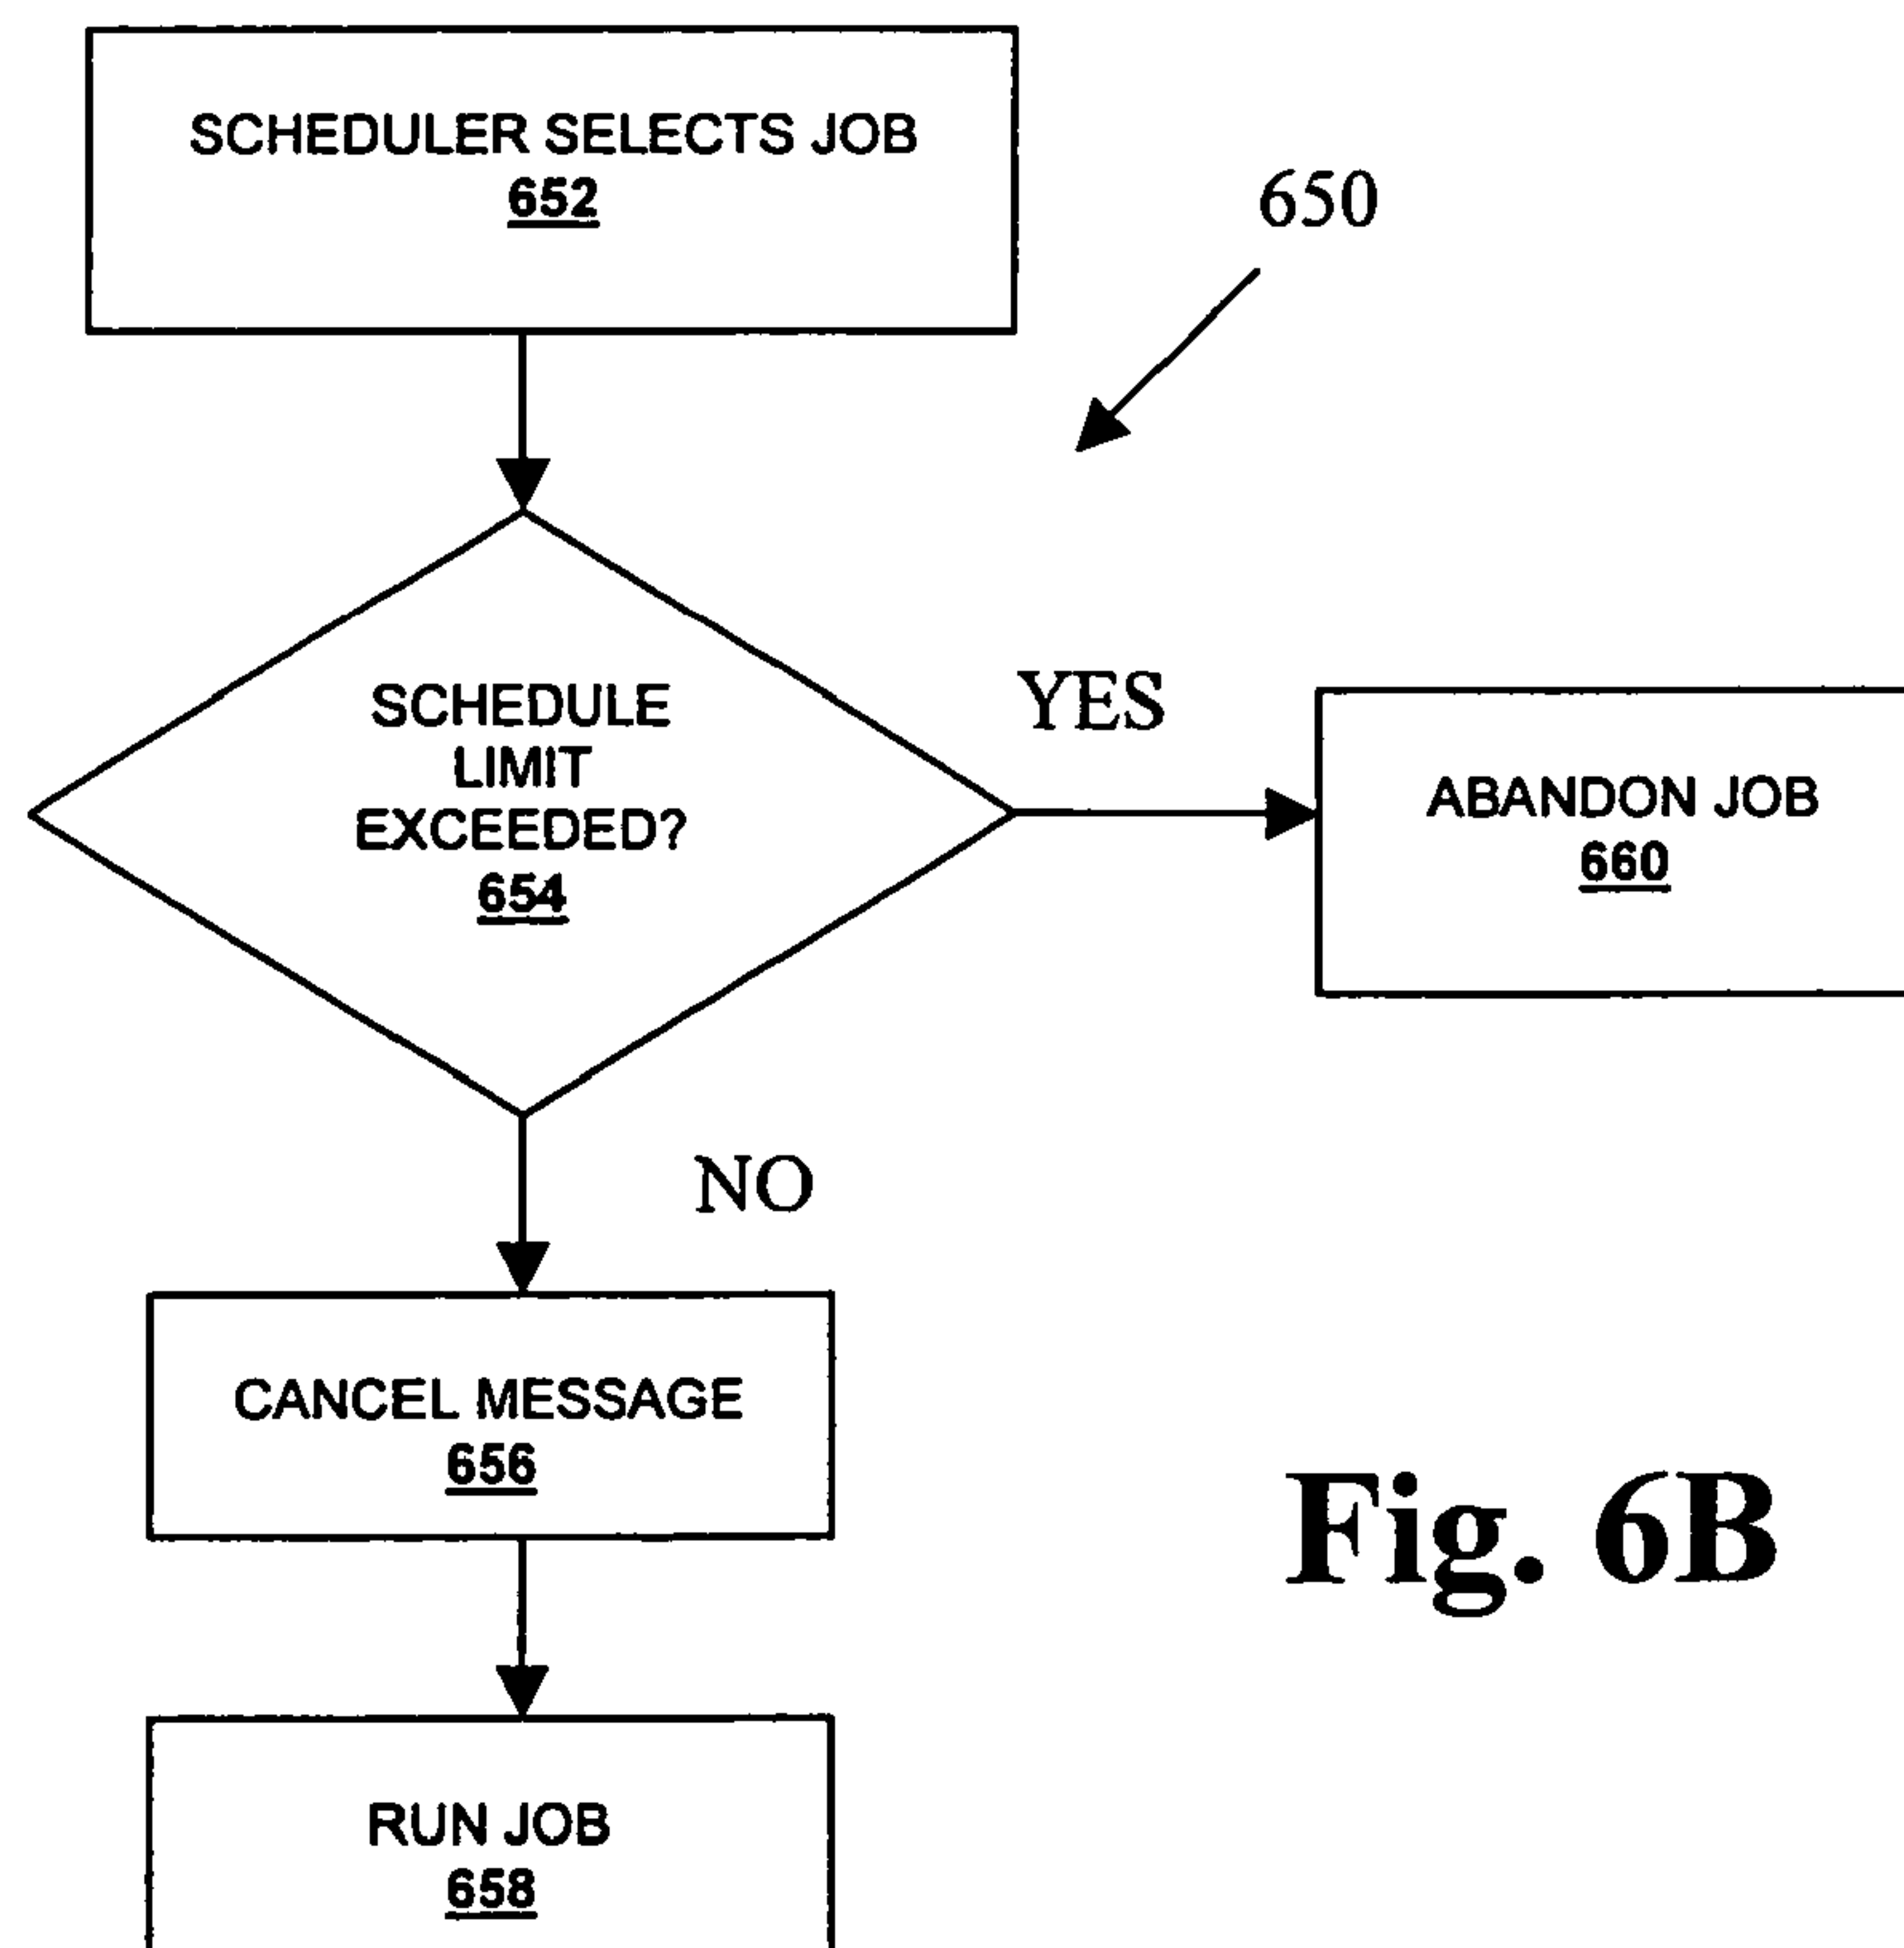 SCHEDULER SELECTS JOB
652
650
SCHEDULE
LIMIT
EXCEEDED?
654
YES
ABANDON JOB
660
NO
CANCEL MESSAGE
656
Fig. 6B
RUN JOB
658